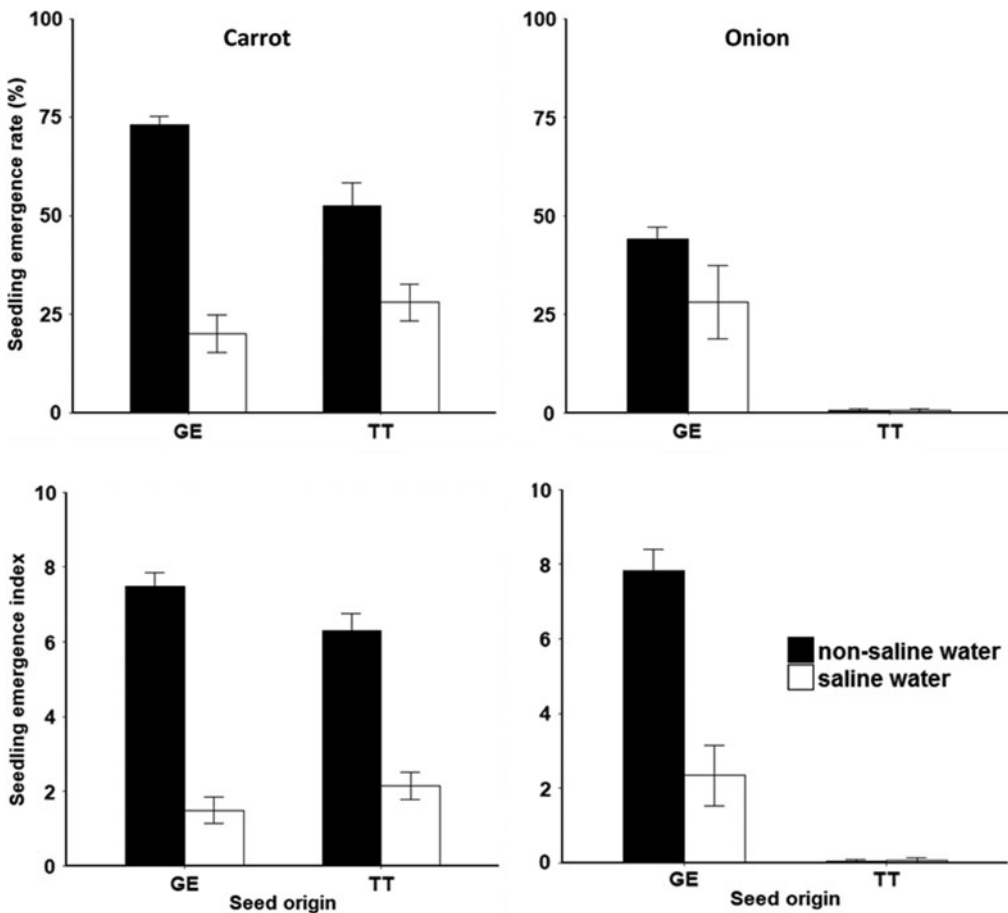 Carrot
Seedling emergence rate (%)
100
75
50
25
0
GE
TT
Onion
100
75
50
25
0
GE
TT
Seedling emergence index
10
8
6
4
2
0
GE
TT
Seed origin
10
8
6
4
2
0
non-saline water
saline water
GE
TT
Seed origin